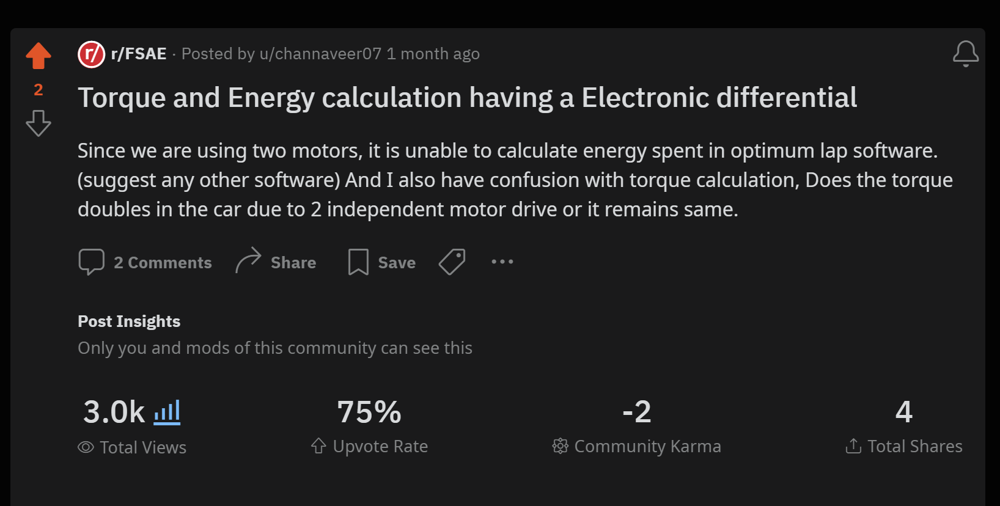 r/ r/FSAE · Posted by u/channaveer07 1 month ago
2
Torque and Energy calculation having a Electronic differential
Since we are using two motors, it is unable to calculate energy spent in optimum lap software.
(suggest any other software) And I also have confusion with torque calculation, Does the torque
doubles in the car due to 2 independent motor drive or it remains same.
2 Comments Share Save
Post Insights
Only you and mods of this community can see this
3.0k 75% -2 4
Total Views Upvote Rate Community Karma Total Shares